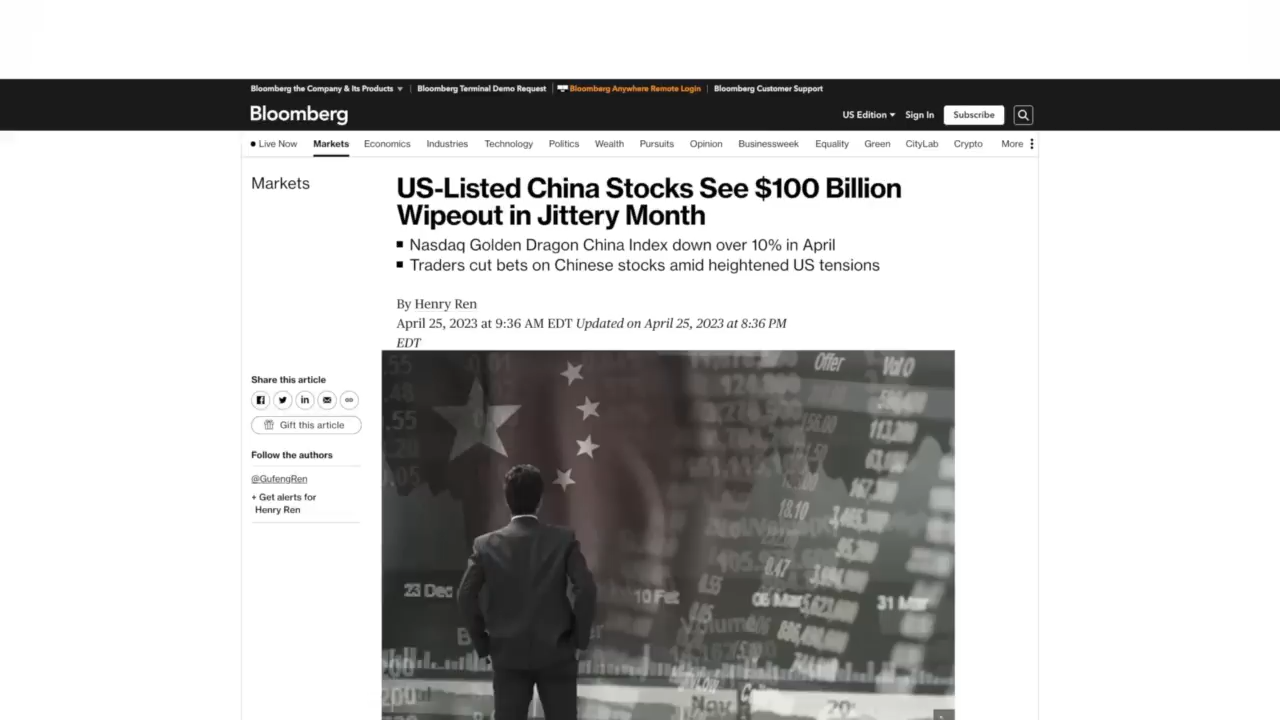 Bloomberg the Company & Its Products
Bloomberg Terminal Demo Request
Bloomberg Anywhere Remote Login
Bloomberg Customer Support
Bloomberg
US Edition
Sign In
Subscribe
Live Now
Markets
Economics
Industries
Technology
Politics
Wealth
Pursuits
Opinion
Businessweek
Equality
Green
CityLab
Crypto
More
Markets
US-Listed China Stocks See $100 Billion
Wipeout in Jittery Month
Nasdaq Golden Dragon China Index down over 10% in April
Traders cut bets on Chinese stocks amid heightened US tensions
By Henry Ren
April 25, 2023 at 9:36 AM EDT Updated on April 25, 2023 at 8:36 PM
EDT
Share this article
Gift this article
Follow the authors
@GufengRen
+ Get alerts for
Henry Ren
Offer
Vol O
113,200
18.10
0.47
23 Dec
31 Mar